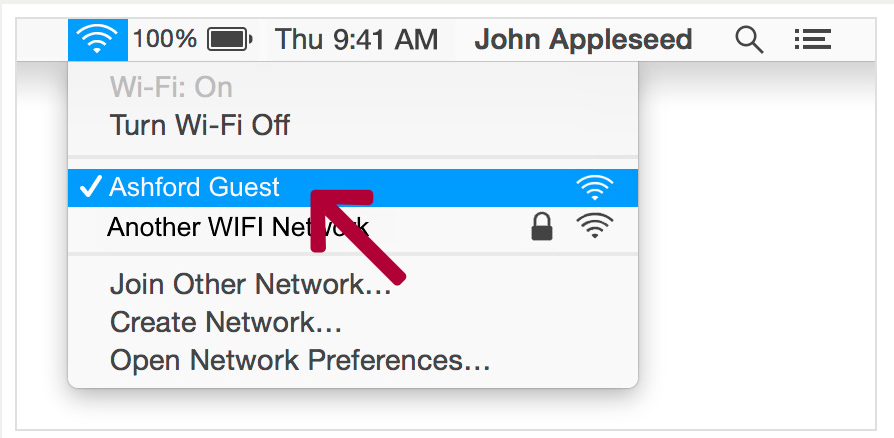 100% Thu 9:41 AM John Appleseed
Wi-Fi: On
Turn Wi-Fi Off
Ashford Guest
Another WIFI Network
Join Other Network...
Create Network...
Open Network Preferences...